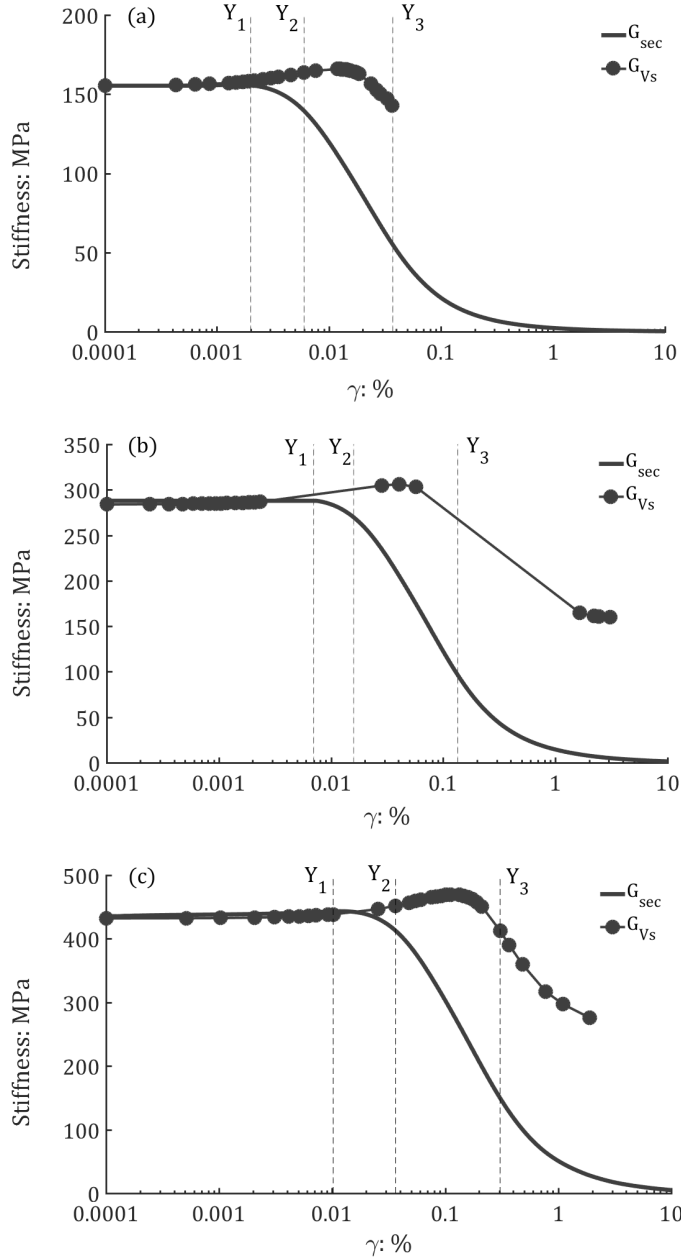 (a)
Y1
Y2
Y3
Gsec
GVs
200
150
100
50
0
Stiffness: MPa
0.0001
0.001
0.01
0.1
1
10
γ: %
(b)
Y1
Y2
Y3
Gsec
GVs
350
300
250
200
150
100
50
0
Stiffness: MPa
0.0001
0.001
0.01
0.1
1
10
γ: %
(c)
Y1
Y2
Y3
Gsec
GVs
500
400
300
200
100
0
Stiffness: MPa
0.0001
0.001
0.01
0.1
1
10
γ: %